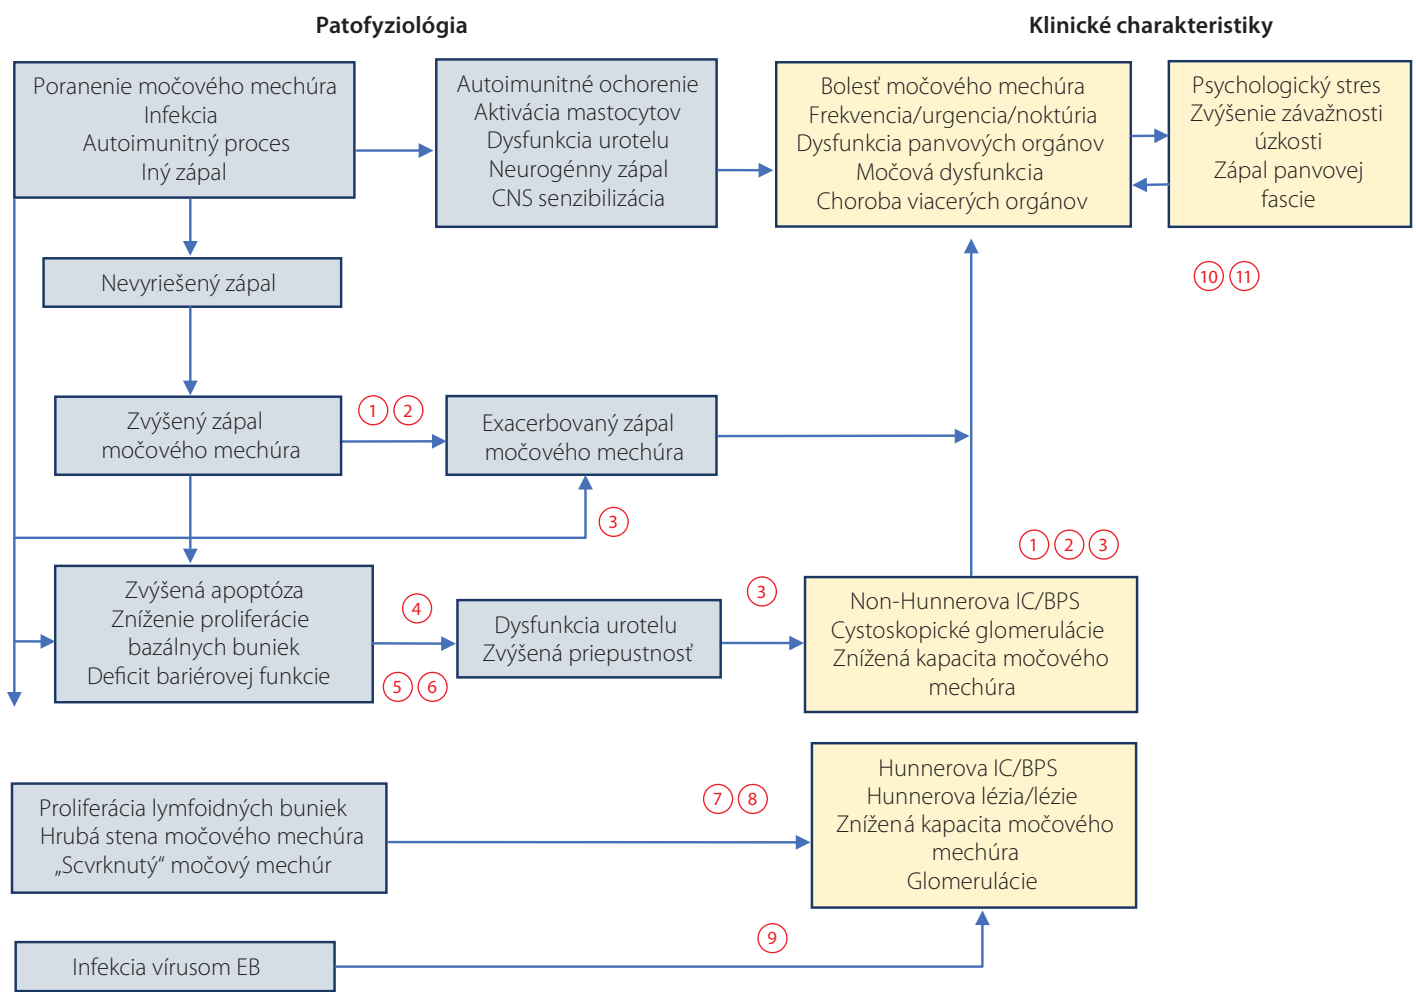 Patofyziológia
Klinické charakteristiky
Poranenie močového mechúra
Infekcia
Autoimunitný proces
Iný zápal
Autoimunitné ochorenie
Aktivácia mastocytov
Dysfunkcia urotelu
Neurogénny zápal
CNS senzibilizácia
Bolesť močového mechúra
Frekvencia/urgencia/noktúria
Dysfunkcia panvových orgánov
Močová dysfunkcia
Choroba viacerých orgánov
Psychologický stres
Zvýšenie závažnosti
úzkosti
Zápal panvovej
fascie
10 11
Nevyriešený zápal
Zvýšený zápal
močového mechúra
1 2
Exacerbovaný zápal
močového mechúra
3
1 2 3
Zvýšená apoptóza
Zníženie proliferácie
bazálnych buniek
Deficit bariérovej funkcie
4
5 6
Dysfunkcia urotelu
Zvýšená priepustnosť
3
Non-Hunnerova IC/BPS
Cystoskopické glomerulácie
Znížená kapacita močového
mechúra
Proliferácia lymfoidných buniek
Hrubá stena močového mechúra
„Scvrknutý“ močový mechúr
7 8
Hunnerova IC/BPS
Hunnerova lézia/lézie
Znížená kapacita močového
mechúra
Glomerulácie
Infekcia vírusom EB
9